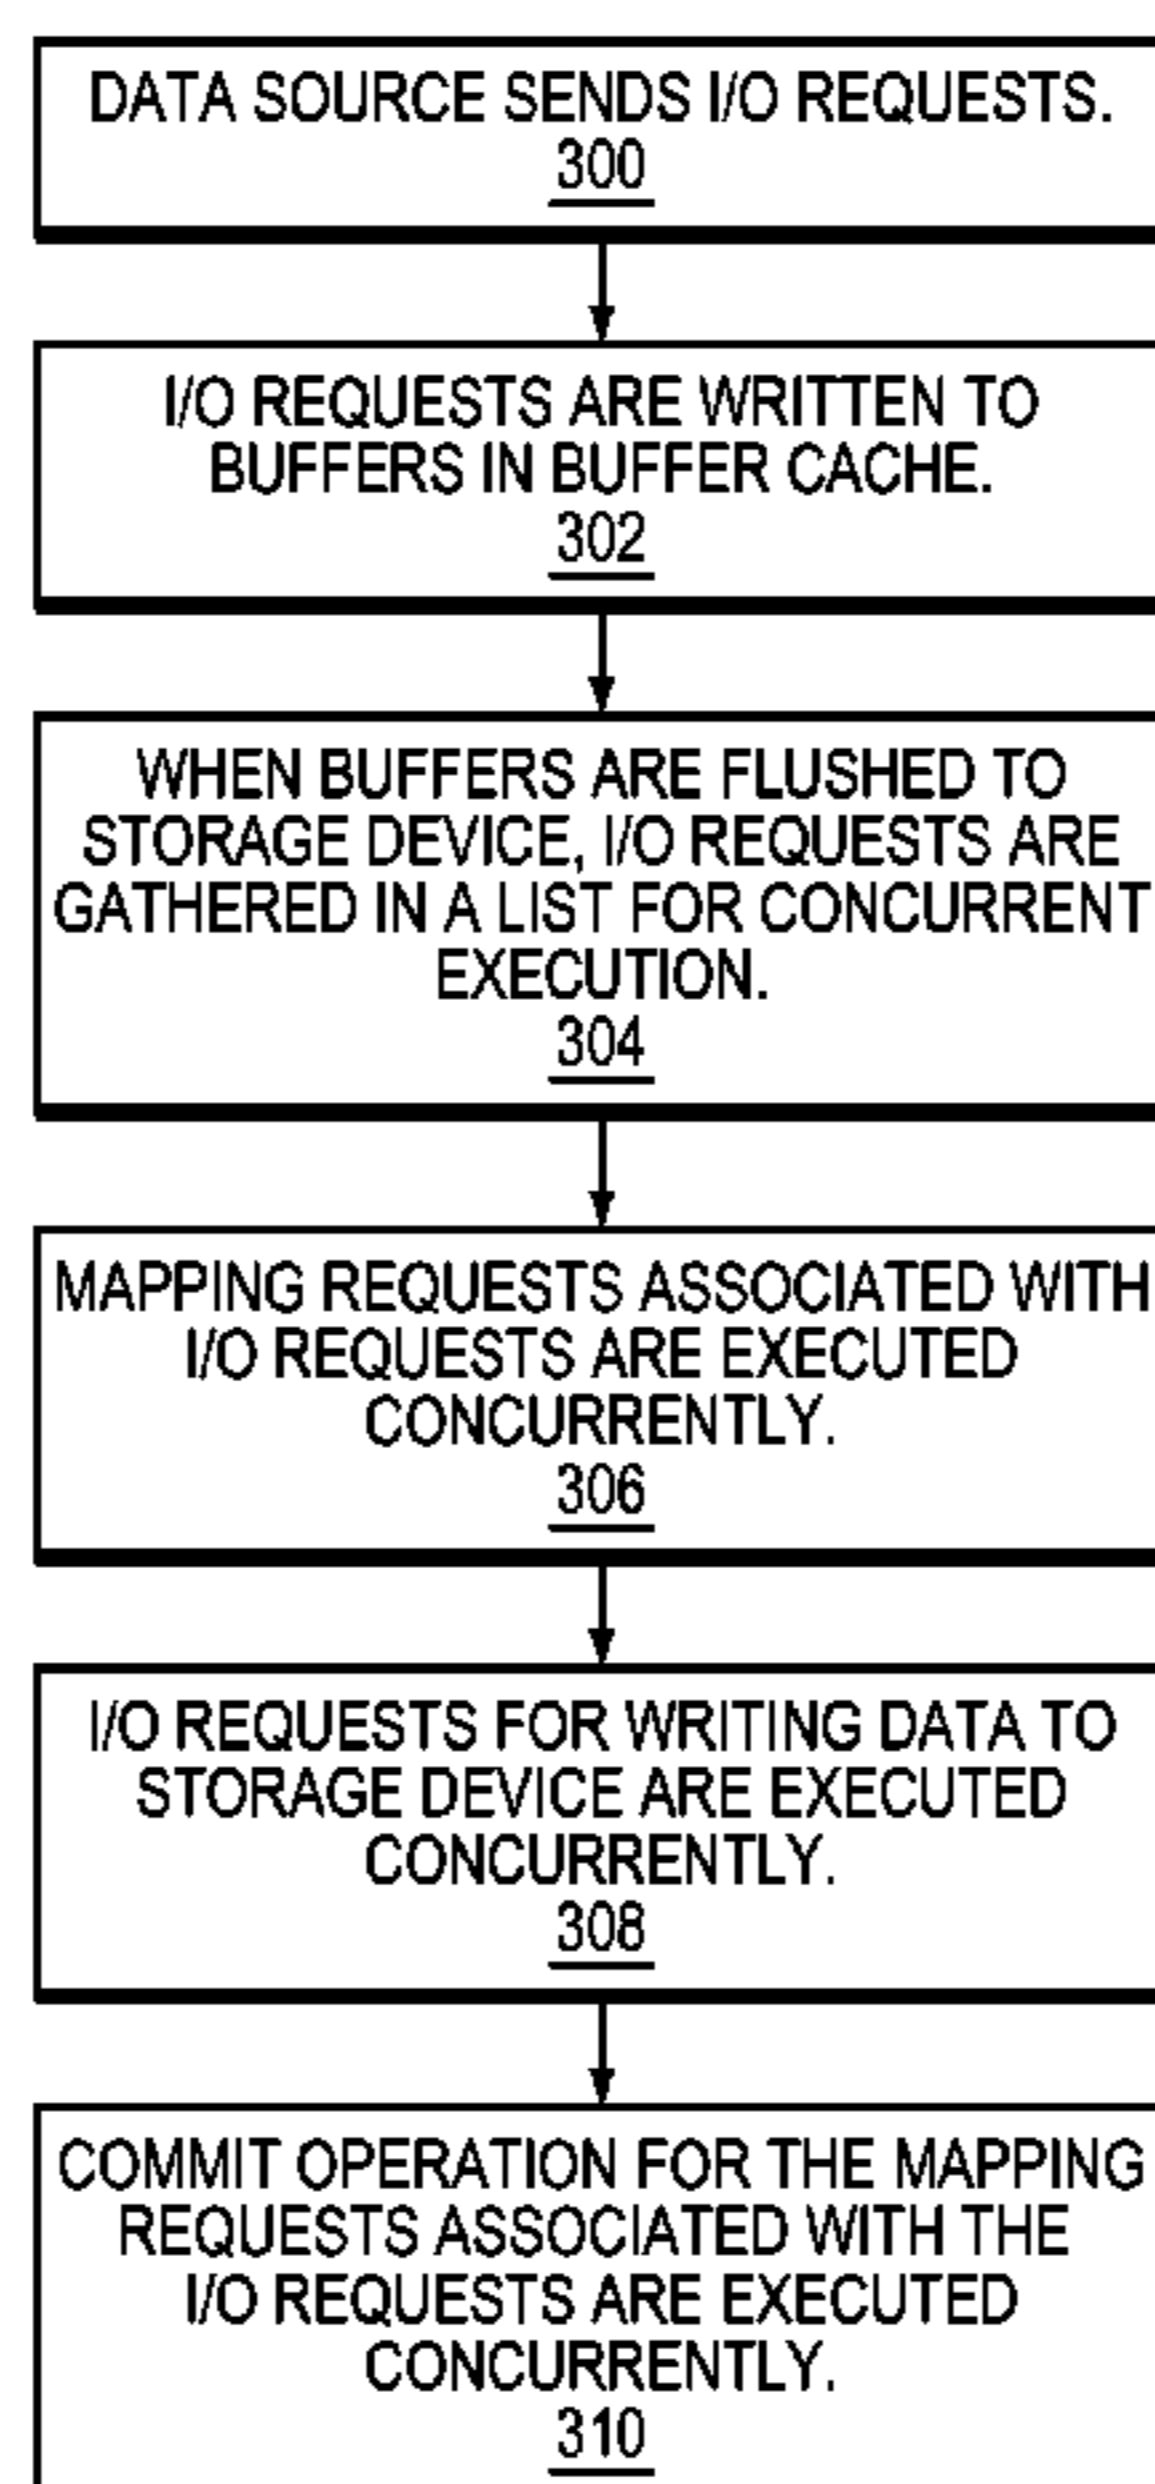 DATA SOURCE SENDS I/O REQUESTS.
300
I/O REQUESTS ARE WRITTEN TO
BUFFERS IN BUFFER CACHE.
302
WHEN BUFFERS ARE FLUSHED TO
STORAGE DEVICE, I/O REQUESTS ARE
GATHERED IN A LIST FOR CONCURRENT
EXECUTION.
304
MAPPING REQUESTS ASSOCIATED WITH
I/O REQUESTS ARE EXECUTED
CONCURRENTLY.
306
I/O REQUESTS FOR WRITING DATA TO
STORAGE DEVICE ARE EXECUTED
CONCURRENTLY.
308
COMMIT OPERATION FOR THE MAPPING
REQUESTS ASSOCIATED WITH THE
I/O REQUESTS ARE EXECUTED
CONCURRENTLY.
310